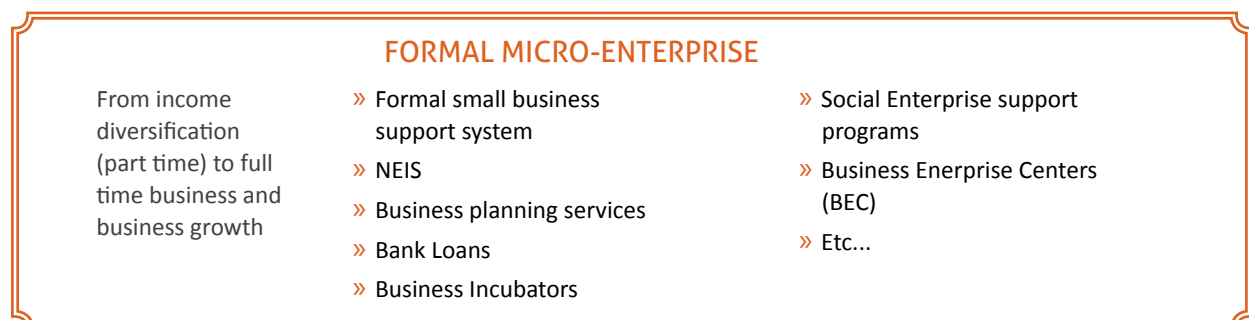 FORMAL MICRO-ENTERPRISE
From income
diversification
(part time) to full
time business and
business growth
» Formal small business
support system
» NEIS
» Business planning services
» Bank Loans
» Business Incubators
» Social Enterprise support
programs
» Business Enerprise Centers
(BEC)
» Etc...